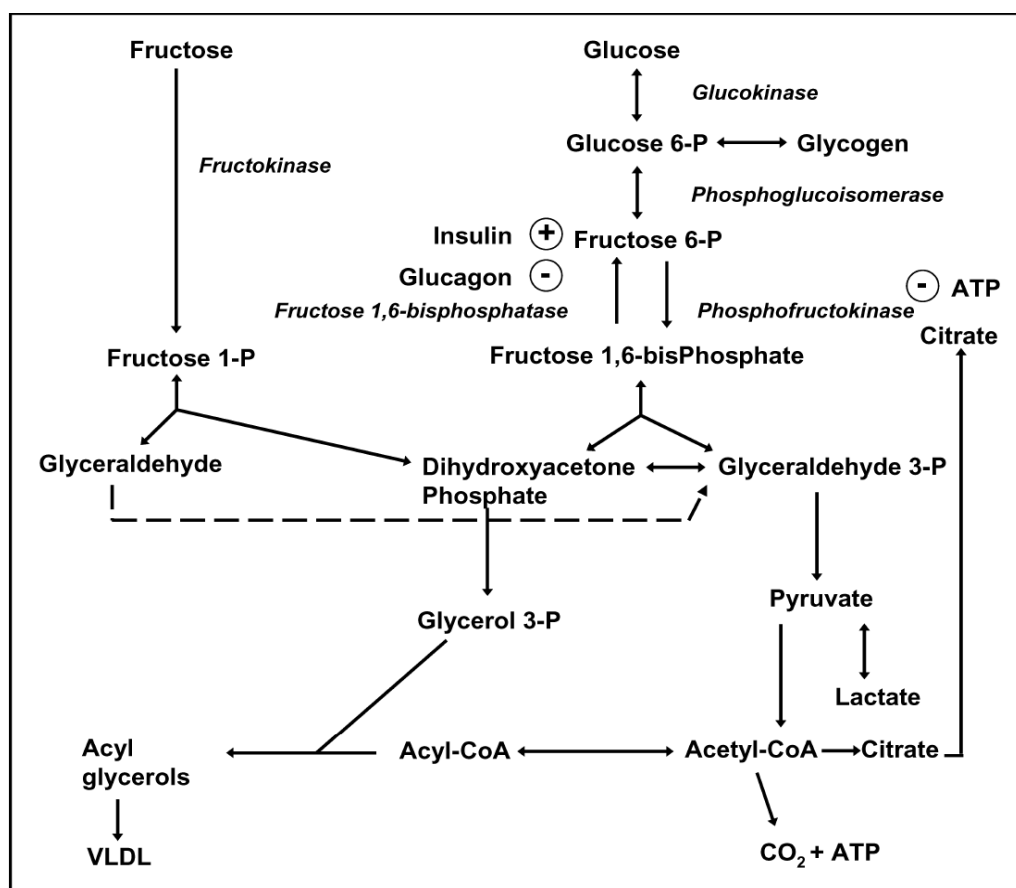 Fructose
Glucose
Glucokinase
Glucose 6-P
Glycogen
Fructokinase
Phosphoglucoisomerase
Insulin
+
Fructose 6-P
Glucagon
-
-
ATP
Fructose 1,6-bisphosphatase
Phosphofructokinase
Citrate
Fructose 1-P
Fructose 1,6-bisPhosphate
Glyceraldehyde
Dihydroxyacetone
Phosphate
Glyceraldehyde 3-P
Pyruvate
Glycerol 3-P
Lactate
Acyl
glycerols
Acyl-CoA
Acetyl-CoA
Citrate
VLDL
CO₂ + ATP